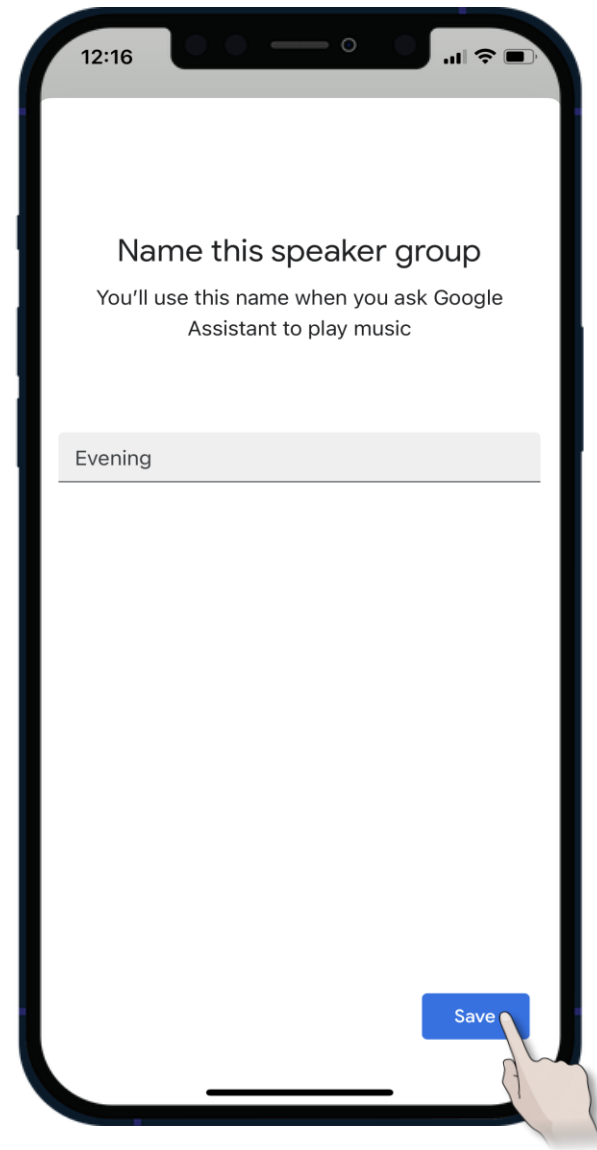 12:16
Name this speaker group
You'll use this name when you ask Google
Assistant to play music
Evening
Save